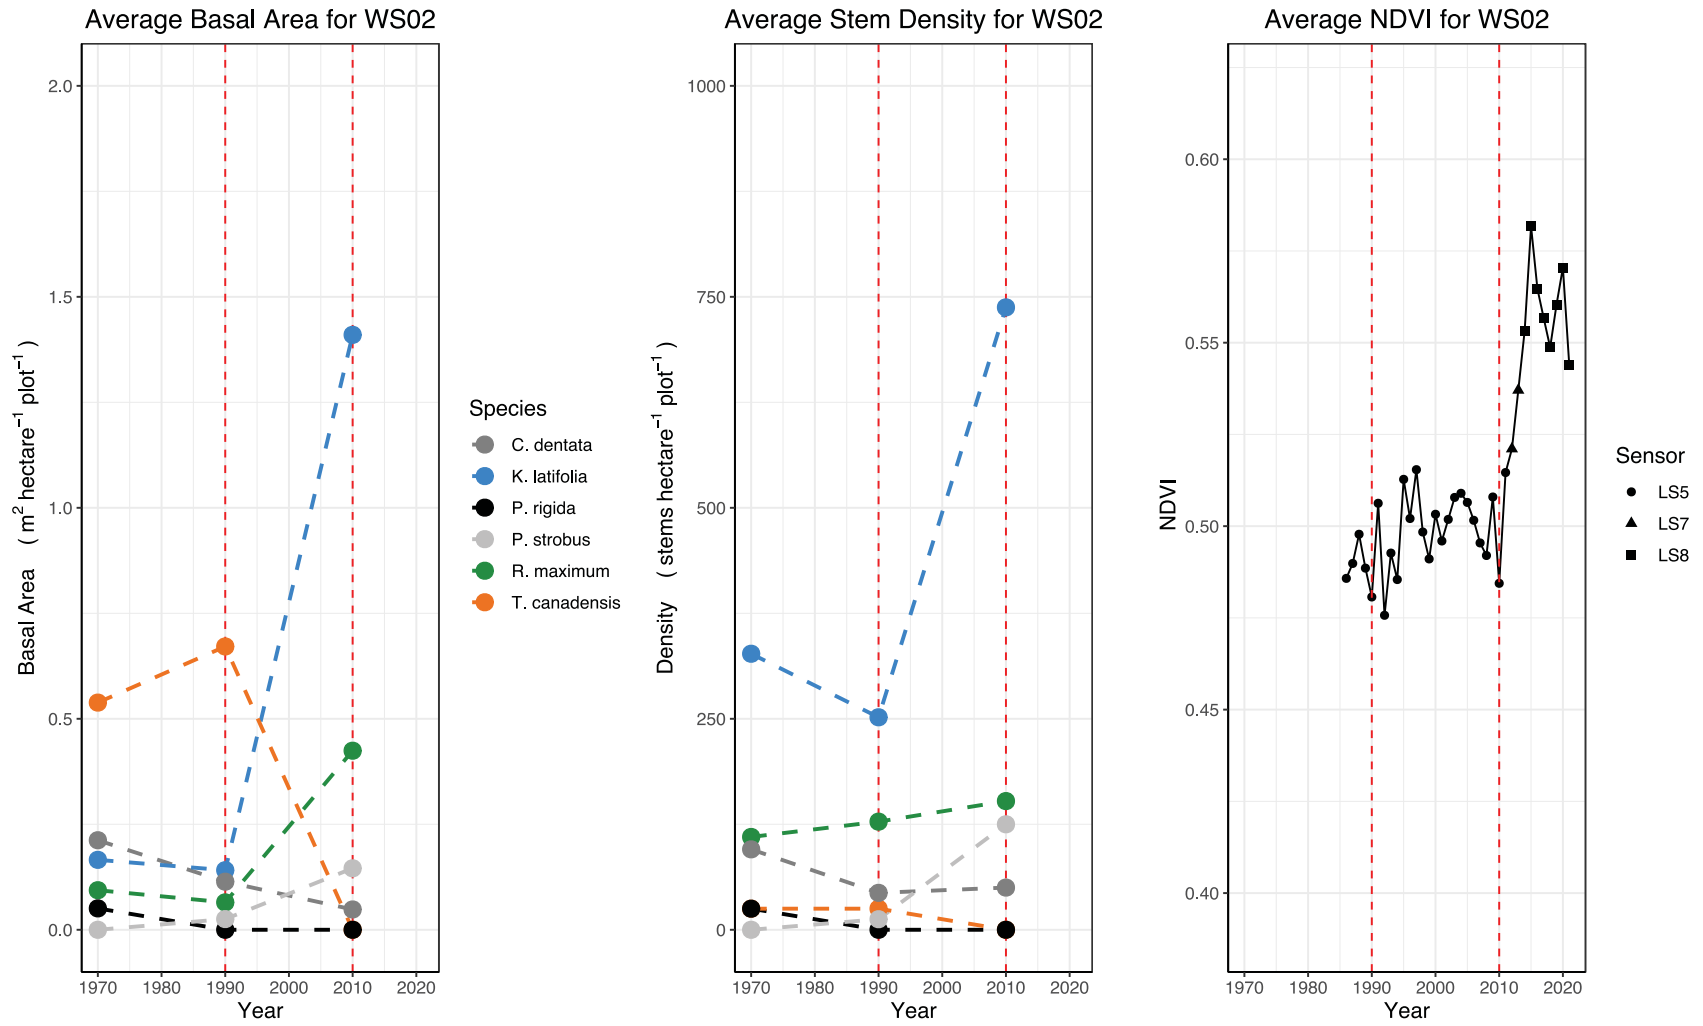 Average Basal Area for WS02
2.0
1.5
1.0
0.5
0.0
Basal Area ( m² hectare⁻¹ plot⁻¹ )
1970 1980 1990 2000 2010 2020
Year
Species
C. dentata
K. latifolia
P. rigida
P. strobus
R. maximum
T. canadensis
Average Stem Density for WS02
1000
750
500
250
0
Density ( stems hectare⁻¹ plot⁻¹ )
1970 1980 1990 2000 2010 2020
Year
Average NDVI for WS02
0.60
0.55
0.50
0.45
0.40
NDVI
1970 1980 1990 2000 2010 2020
Year
Sensor
LS5
LS7
LS8